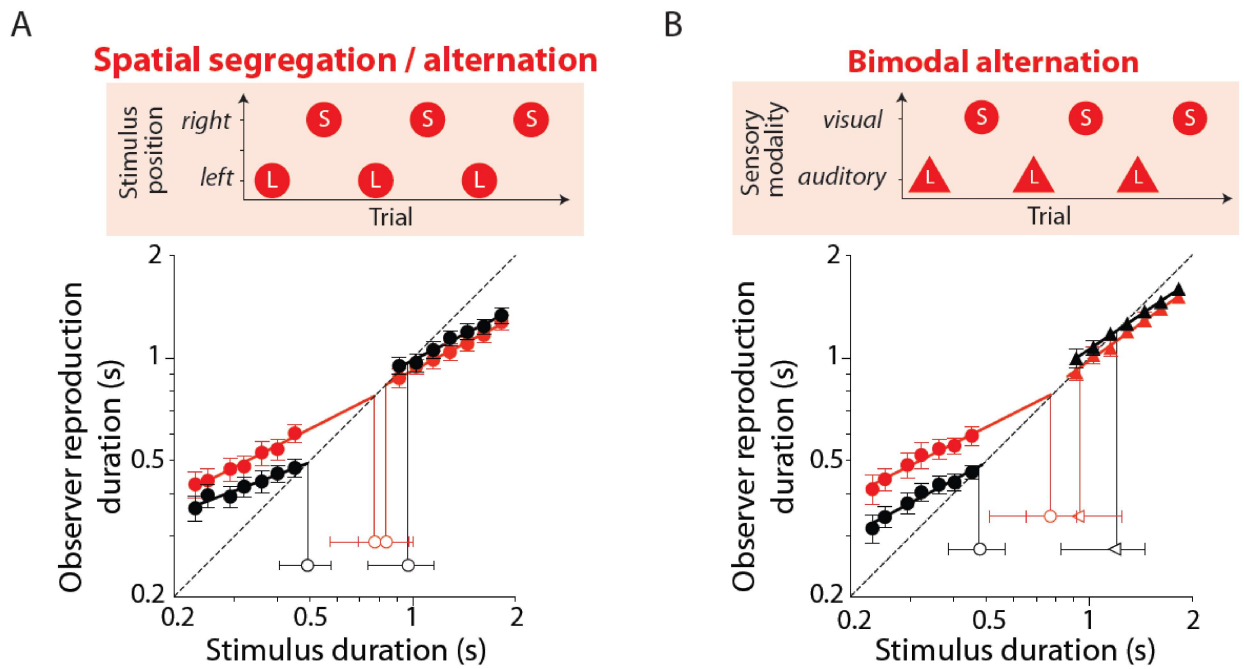 A
Spatial segregation / alternation
Stimulus
position
right
left
S S S
L L L
Trial
Observer reproduction
duration (s)
2
1
0.5
0.2
0.2 0.5 1 2
Stimulus duration (s)
B
Bimodal alternation
Sensory
modality
visual
auditory
S S S
L L L
Trial
Observer reproduction
duration (s)
2
1
0.5
0.2
0.2 0.5 1 2
Stimulus duration (s)